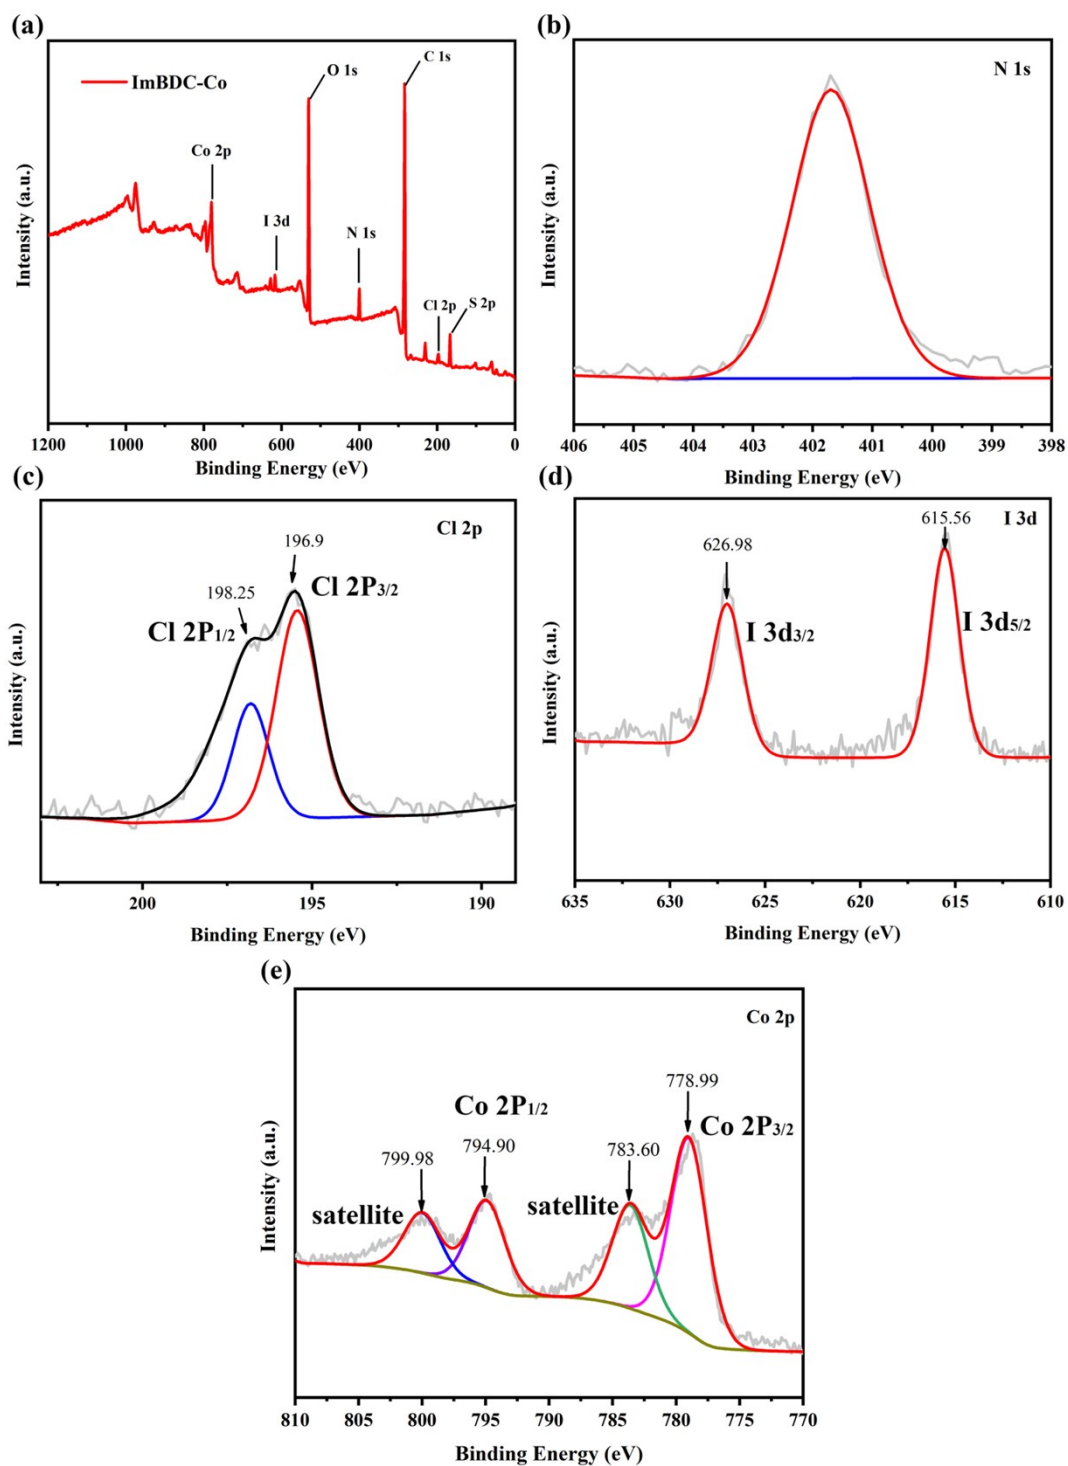 (a)
ImBDC-Co
O 1s
C 1s
Co 2p
I 3d
N 1s
Cl 2p
S 2p
Intensity (a.u.)
1200 1000 800 600 400 200 0
Binding Energy (eV)
(b)
N 1s
Intensity (a.u.)
406 405 404 403 402 401 400 399 398
Binding Energy (eV)
(c)
Cl 2p
196.9
198.25
Cl 2P3/2
Cl 2P1/2
Intensity (a.u.)
200 195 190
Binding Energy (eV)
(d)
I 3d
615.56
626.98
I 3d3/2
I 3d5/2
Intensity (a.u.)
635 630 625 620 615 610
Binding Energy (eV)
(e)
Co 2p
778.99
Co 2P1/2
Co 2P3/2
799.98
794.90
783.60
satellite
satellite
Intensity (a.u.)
810 805 800 795 790 785 780 775 770
Binding Energy (eV)